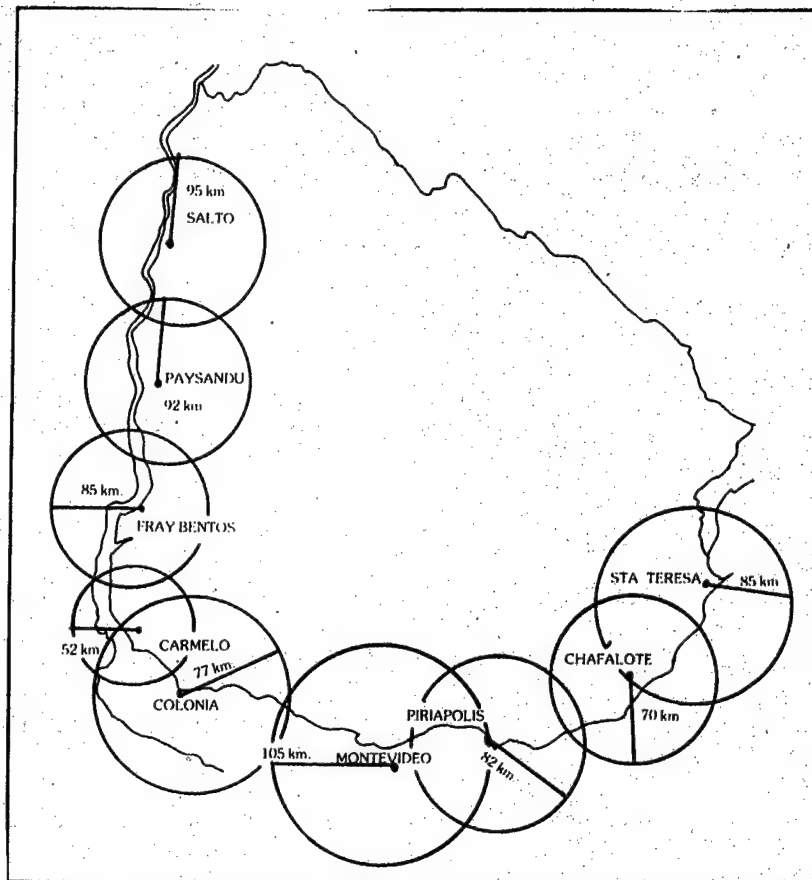 95 km
SALTO
PAYSANDU
92 km
85 km.
FRAY BENTOS
STA TERESA
85 km
52 km
CARMELO
77 km.
CHAFALOTE
COLONIA
70 km
PIRIAPOLIS
105 km.
MONTEVIDEO
82 km.